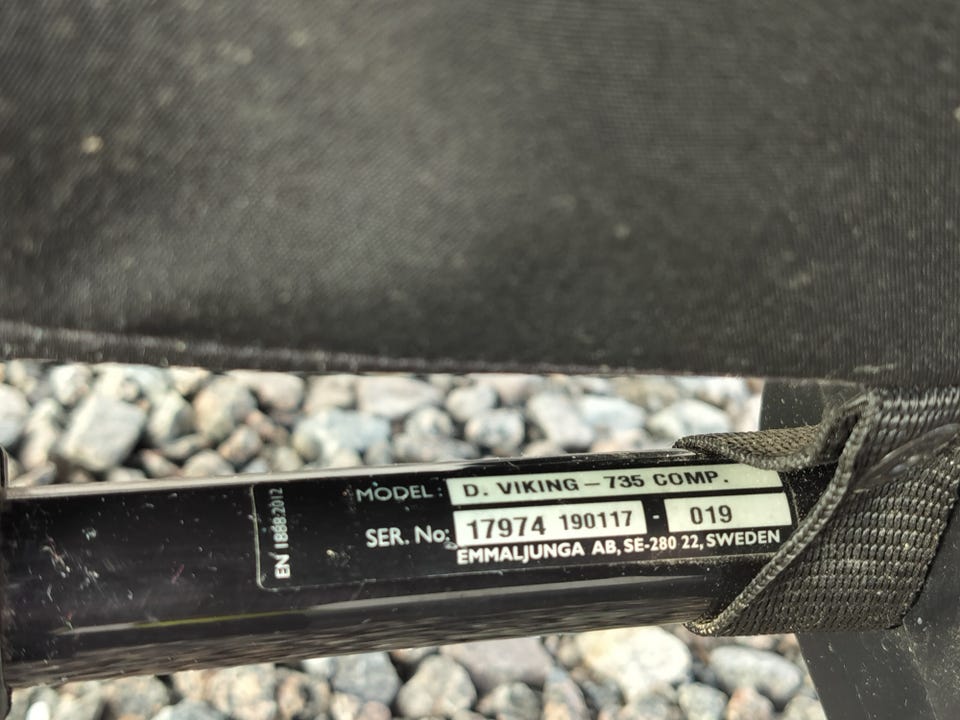 EN 1888:2012
MODEL: D. VIKING-735 COMP.
SER. No: 17974 190117 - 019
EMMALJUNGA AB, SE-280 22, SWEDEN